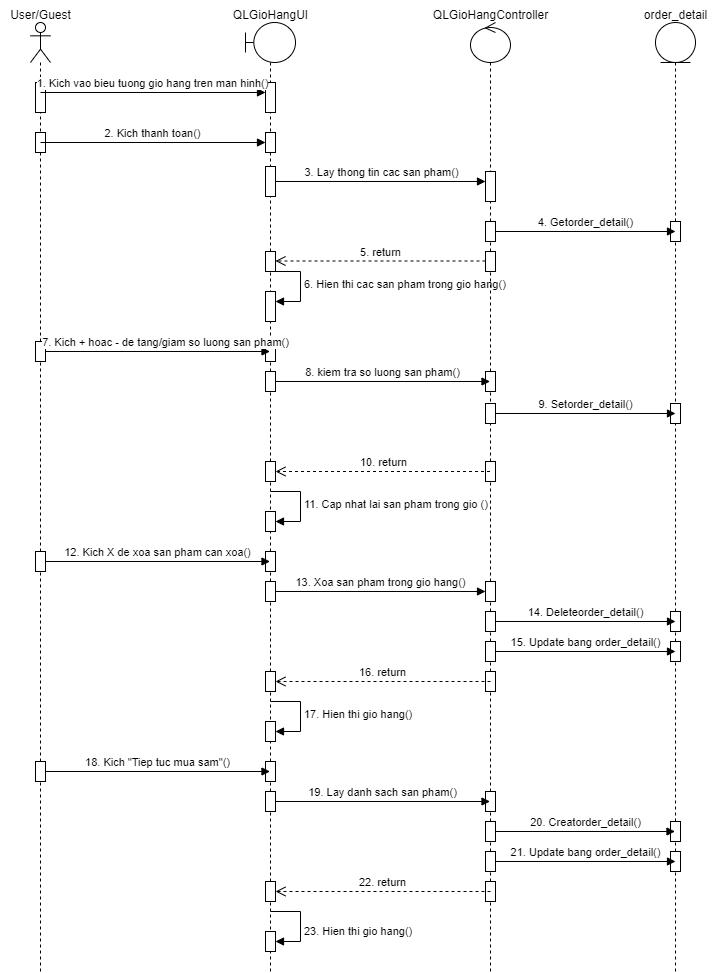 User/Guest
QLGioHangUI
QLGioHangController
order_detail
1. Kich vao bieu tuong gio hang tren man hinh()
2. Kich thanh toan()
3. Lay thong tin cac san pham()
4. Getorder_detail()
5. return
6. Hien thi cac san pham trong gio hang()
7. Kich + hoac - de tang/giam so luong san pham()
8. kiem tra so luong san pham()
9. Setorder_detail()
10. return
11. Cap nhat lai san pham trong gio ()
12. Kich X de xoa san pham can xoa()
13. Xoa san pham trong gio hang()
14. Deleteorder_detail()
15. Update bang order_detail()
16. return
17. Hien thi gio hang()
18. Kich "Tiep tuc mua sam"()
19. Lay danh sach san pham()
20. Creatorder_detail()
21. Update bang order_detail()
22. return
23. Hien thi gio hang()